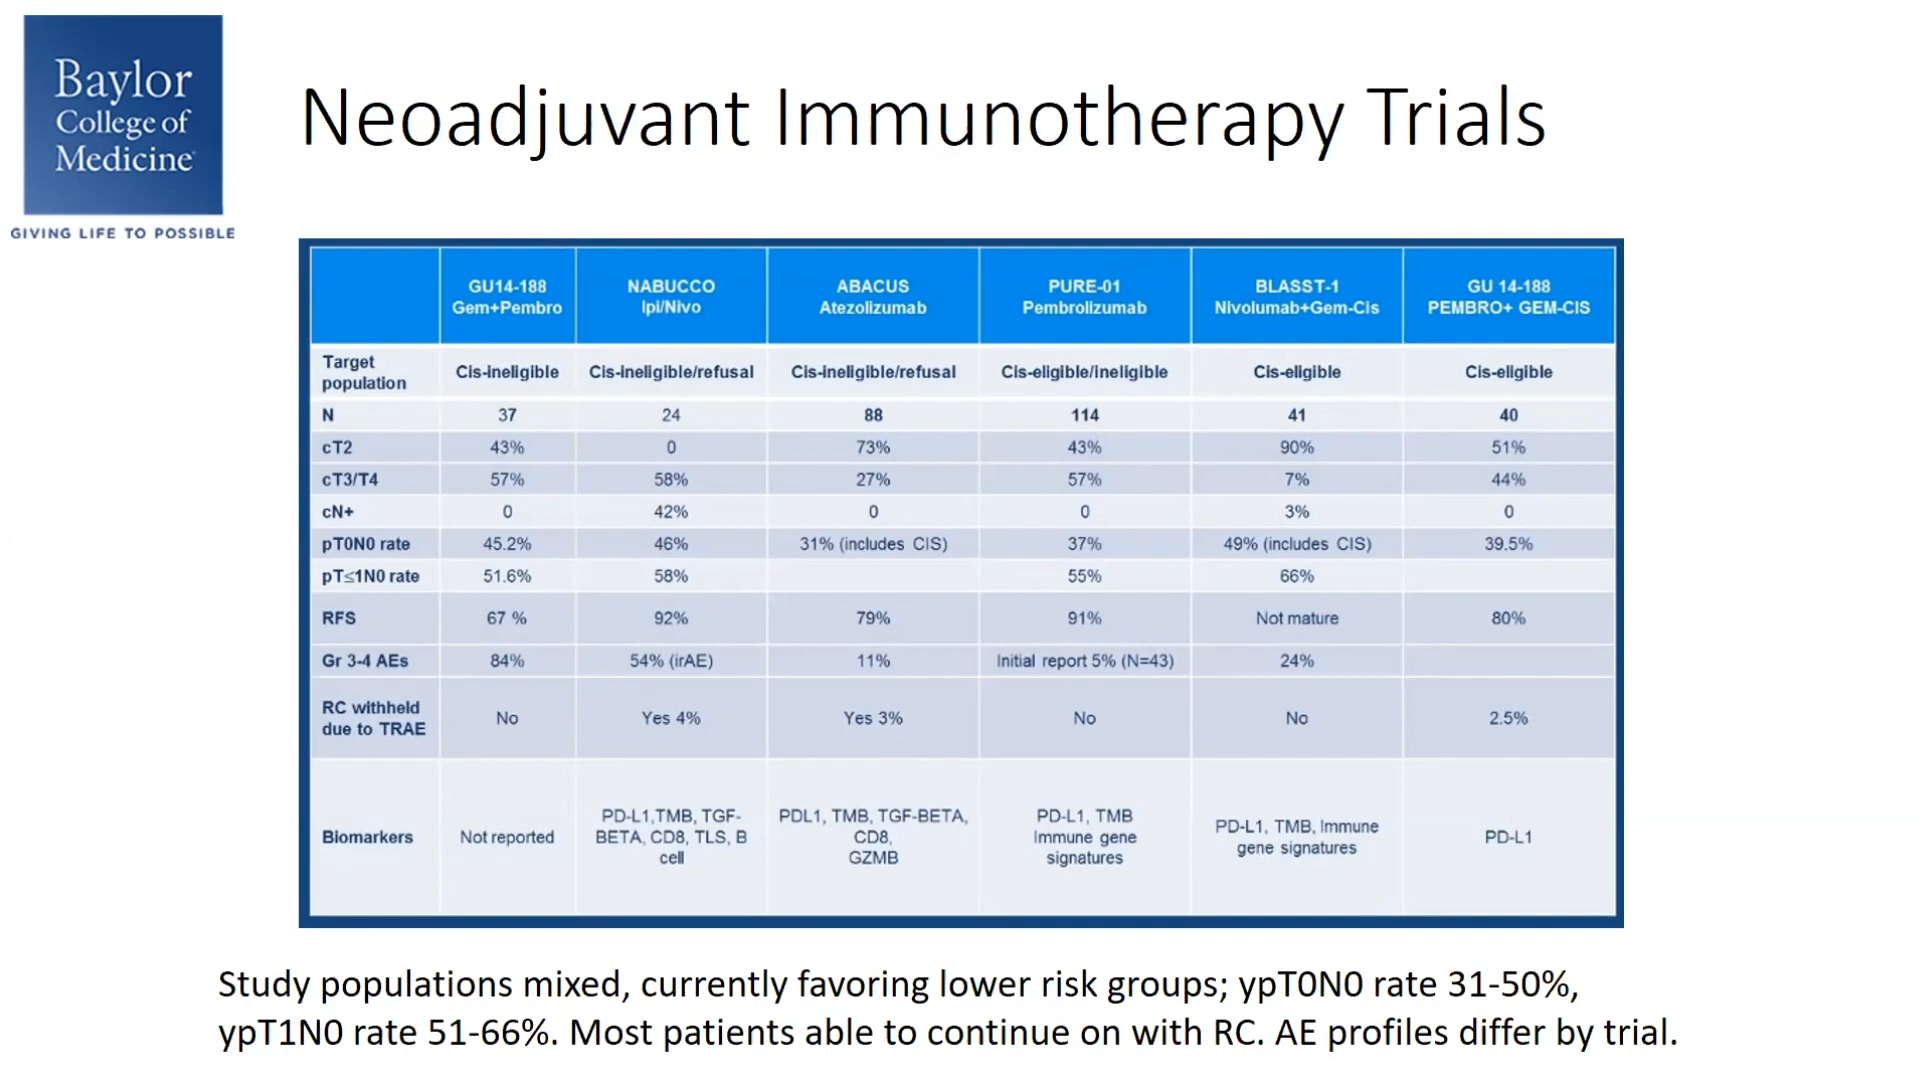 Baylor
College of
Medicine
GIVING LIFE TO POSSIBLE
Neoadjuvant Immunotherapy Trials
GU14-188 NABUCCO ABACUS PURE-01 BLASST-1 GU 14-188
Gem+Pembro Ipi/Nivo Atezolizumab Pembrolizumab Nivolumab+Gem-Cis PEMBRO+ GEM-CIS
Target
population Cis-ineligible Cis-ineligible/refusal Cis-ineligible/refusal Cis-eligible/ineligible Cis-eligible Cis-eligible
N 37 24 88 114 41 40
cT2 43% 0 73% 43% 90% 51%
cT3/T4 57% 58% 27% 57% 7% 44%
cN+ 0 42% 0 0 3% 0
pT0N0 rate 45.2% 46% 31% (includes CIS) 37% 49% (includes CIS) 39.5%
pT≤1N0 rate 51.6% 58% 55% 66%
RFS 67 % 92% 79% 91% Not mature 80%
Gr 3-4 AEs 84% 54% (irAE) 11% Initial report 5% (N=43) 24%
RC withheld
due to TRAE No Yes 4% Yes 3% No No 2.5%
Biomarkers Not reported
PD-L1,TMB, TGF-
BETA, CD8, TLS, B
cell
PDL1, TMB, TGF-BETA,
CD8,
GZMB
PD-L1, TMB
Immune gene
signatures
PD-L1, TMB, Immune
gene signatures
PD-L1
Study populations mixed, currently favoring lower risk groups; ypT0N0 rate 31-50%,
ypT1N0 rate 51-66%. Most patients able to continue on with RC. AE profiles differ by trial.